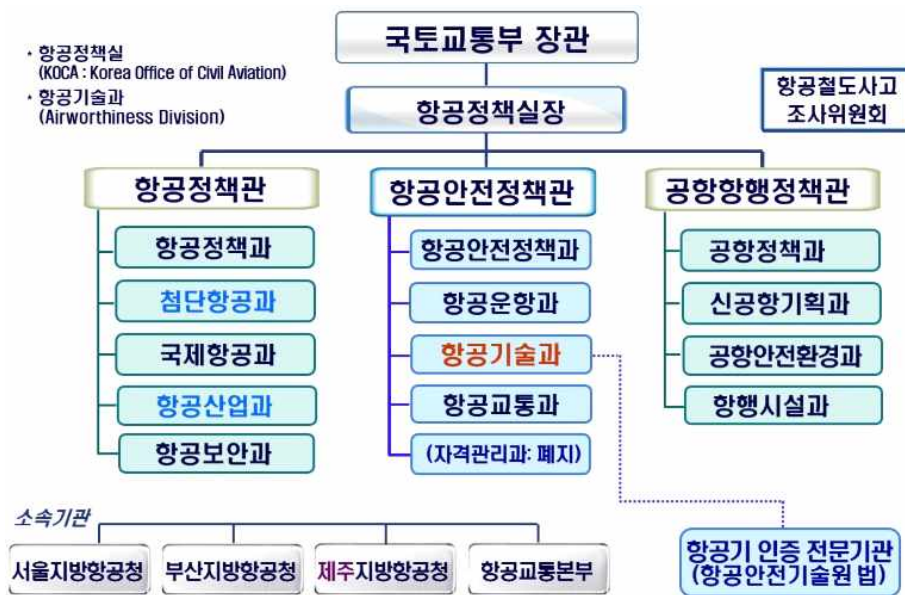 국토교통부 장관
* 항공정책실
(KOCA : Korea Office of Civil Aviation)
* 항공기술과
(Airworthiness Division)
항공정책실장
항공철도사고
조사위원회
항공정책관
항공정책과
첨단항공과
국제항공과
항공산업과
항공보안과
항공안전정책관
항공안전정책과
항공운항과
항공기술과
항공교통과
(자격관리과: 폐지)
공항항행정책관
공항정책과
신공항기획과
공항안전환경과
항행시설과
소속기관
서울지방항공청
부산지방항공청
제주지방항공청
항공교통본부
항공기 인증 전문기관
(항공안전기술원 법)